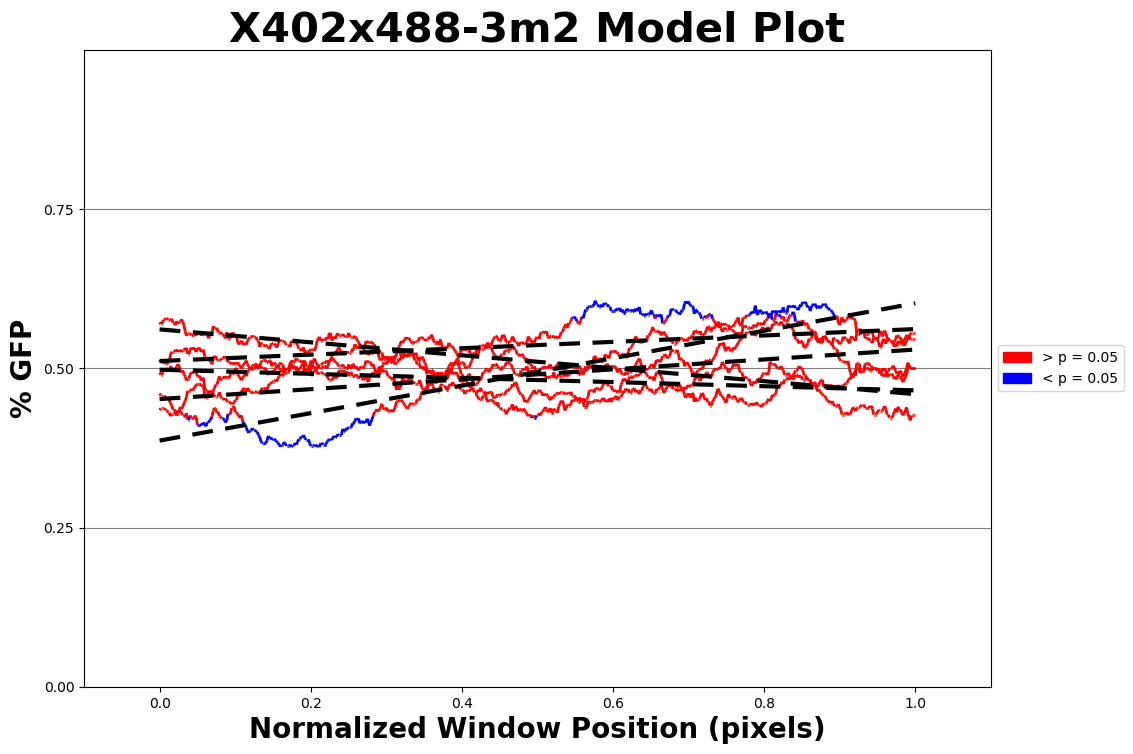 X402x488-3m2 Model Plot
% GFP
0.75
0.50
0.25
0.00
0.0 0.2 0.4 0.6 0.8 1.0
Normalized Window Position (pixels)
> p = 0.05
< p = 0.05